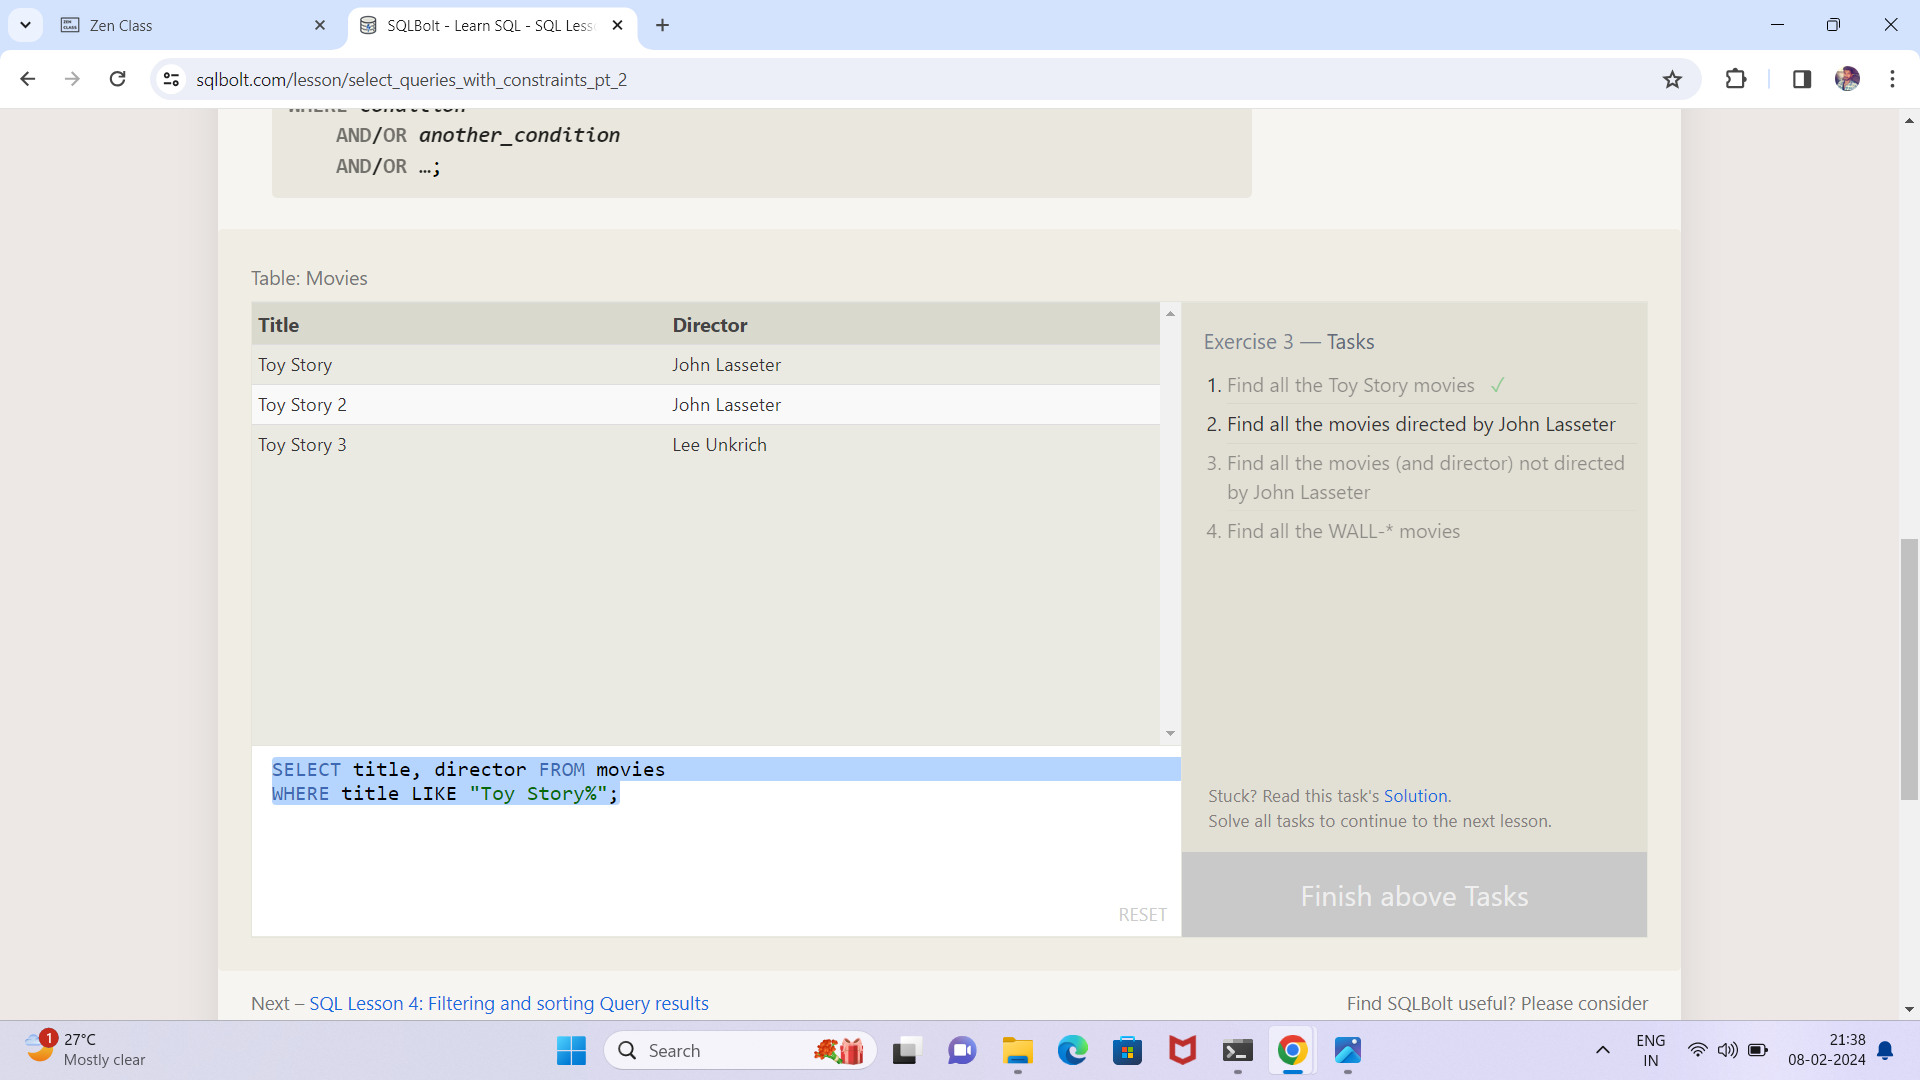 Zen Class
SQLBolt - Learn SQL - SQL Less
sqlbolt.com/lesson/select_queries_with_constraints_pt_2
WHERE condition
AND/OR another_condition
AND/OR …;
Table: Movies
Title Director
Toy Story John Lasseter
Toy Story 2 John Lasseter
Toy Story 3 Lee Unkrich
Exercise 3 — Tasks
1. Find all the Toy Story movies ✓
2. Find all the movies directed by John Lasseter
3. Find all the movies (and director) not directed
by John Lasseter
4. Find all the WALL-* movies
SELECT title, director FROM movies
WHERE title LIKE "Toy Story%";
RESET
Stuck? Read this task's Solution.
Solve all tasks to continue to the next lesson.
Finish above Tasks
Next – SQL Lesson 4: Filtering and sorting Query results
Find SQLBolt useful? Please consider
1
27°C
Mostly clear
Search
ENG
IN
21:38
08-02-2024